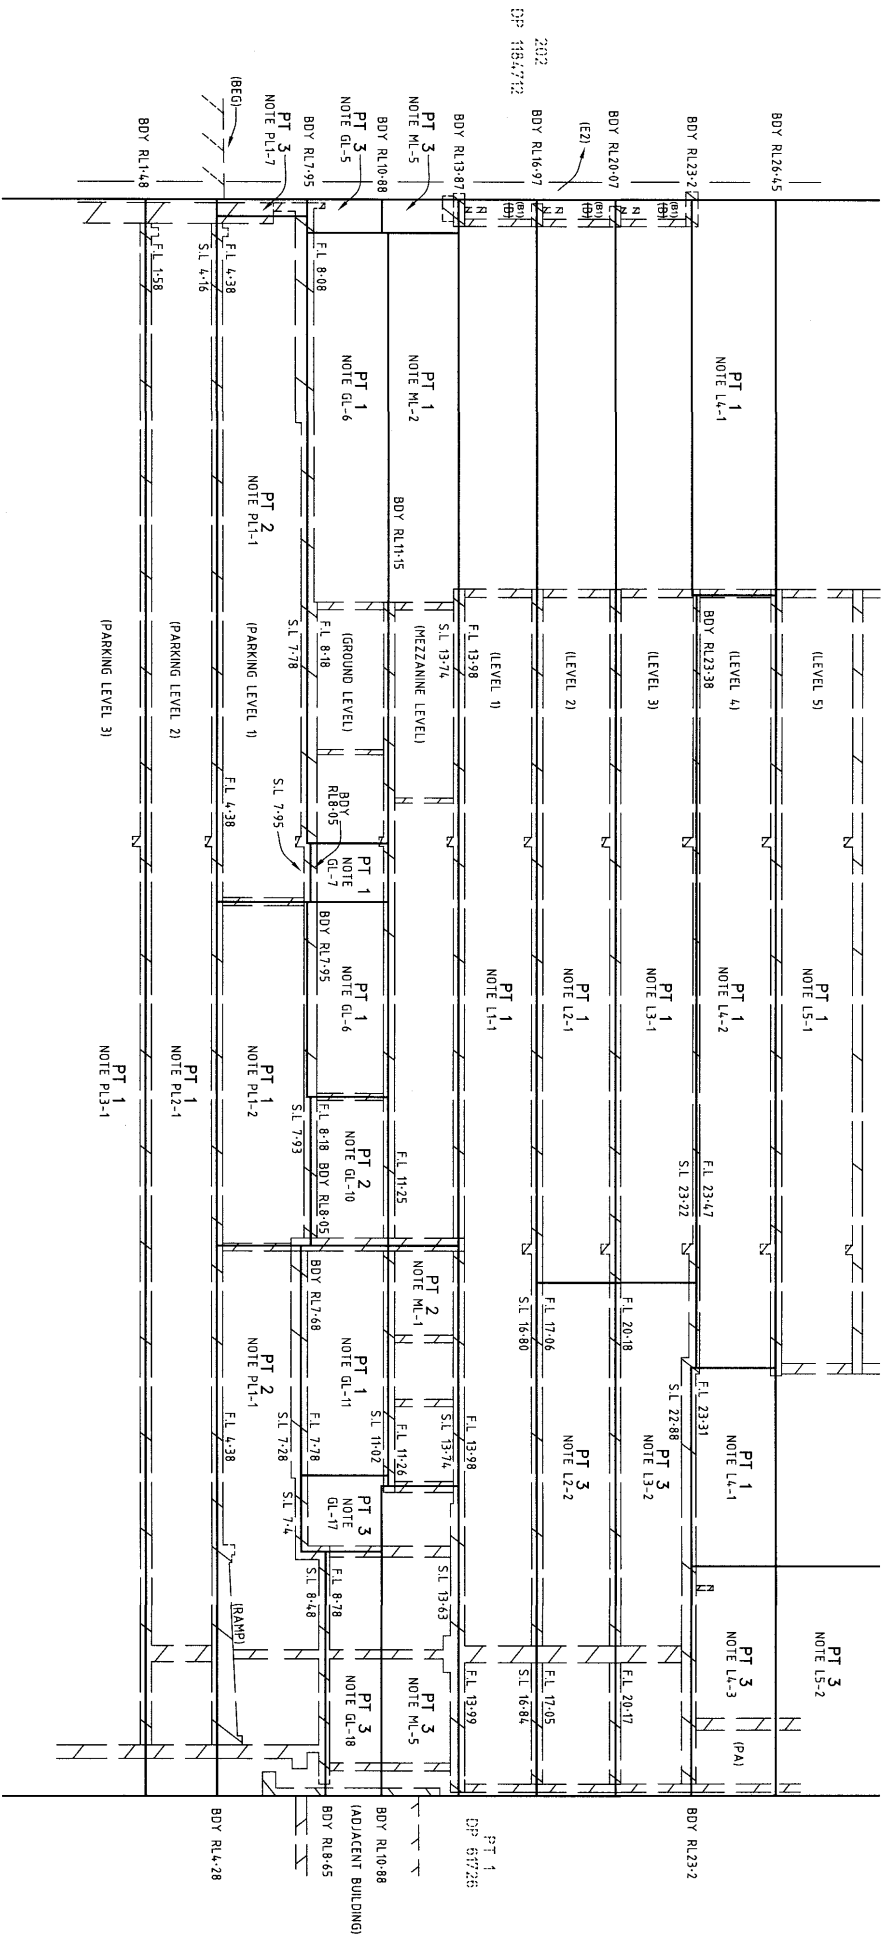 202
DP 1184712
BDY RL26·45
BDY RL23·2
(E2)
BDY RL20·07
BDY RL16·97
BDY RL13·87
PT 3
NOTE ML-5
BDY RL10·88
PT 3
NOTE GL-5
BDY RL7·95
PT 3
NOTE PL1-7
(BEG)
BDY RL1·48
(B1)
(D)
(B1)
(D)
(B1)
(D)
N
N
N
N
N
N
PT 1
NOTE L4-1
PT 1
NOTE ML-2
PT 1
NOTE GL-6
F.L 8·08
F.L 4·38
S.L 4·16
F.L 1·58
BDY RL11·15
PT 2
NOTE PL1-1
(LEVEL 5)
(LEVEL 4)
BDY RL23·38
(LEVEL 3)
(LEVEL 2)
(LEVEL 1)
F.L 13·98
S.L 13·74
(MEZZANINE LEVEL)
(GROUND LEVEL)
F.L 8·18
S.L 7·78
(PARKING LEVEL 1)
(PARKING LEVEL 2)
(PARKING LEVEL 3)
BDY
RL8·05
S.L 7·95
F.L 4·38
PT 1
NOTE
GL-7
PT 1
NOTE L5-1
PT 1
NOTE L4-2
PT 1
NOTE L3-1
PT 1
NOTE L2-1
PT 1
NOTE L1-1
PT 1
NOTE GL-6
BDY RL7·95
PT 1
NOTE PL1-2
PT 1
NOTE PL2-1
PT 1
NOTE PL3-1
F.L 23·47
S.L 23·22
F.L 11·25
PT 2
NOTE GL-10
F.L 8·18 BDY RL8·05
S.L 7·93
F.L 20·18
F.L 17·06
S.L 16·80
PT 2
NOTE ML-1
BDY RL7·68
PT 1
NOTE GL-11
PT 2
NOTE PL1-1
F.L 23·31
S.L 22·88
F.L 13·98
S.L 13·74
F.L 11·26
S.L 11·02
F.L 7·78
S.L 7·28
F.L 4·38
PT 1
NOTE L4-1
PT 3
NOTE L3-2
PT 3
NOTE L2-2
PT 3
NOTE
GL-17
S.L 7·4
S.L 13·63
F.L 8·78
S.L 8·48
(RAMP)
PT 3
NOTE L5-2
PT 3
NOTE L4-3
F.L 20·17
F.L 17·05
S.L 16·84
F.L 13·99
PT 3
NOTE ML-5
PT 3
NOTE GL-18
(PA)
BDY RL23·2
PT 1
DP 61726
BDY RL10·88
(ADJACENT BUILDING)
BDY RL8·65
BDY RL4·28